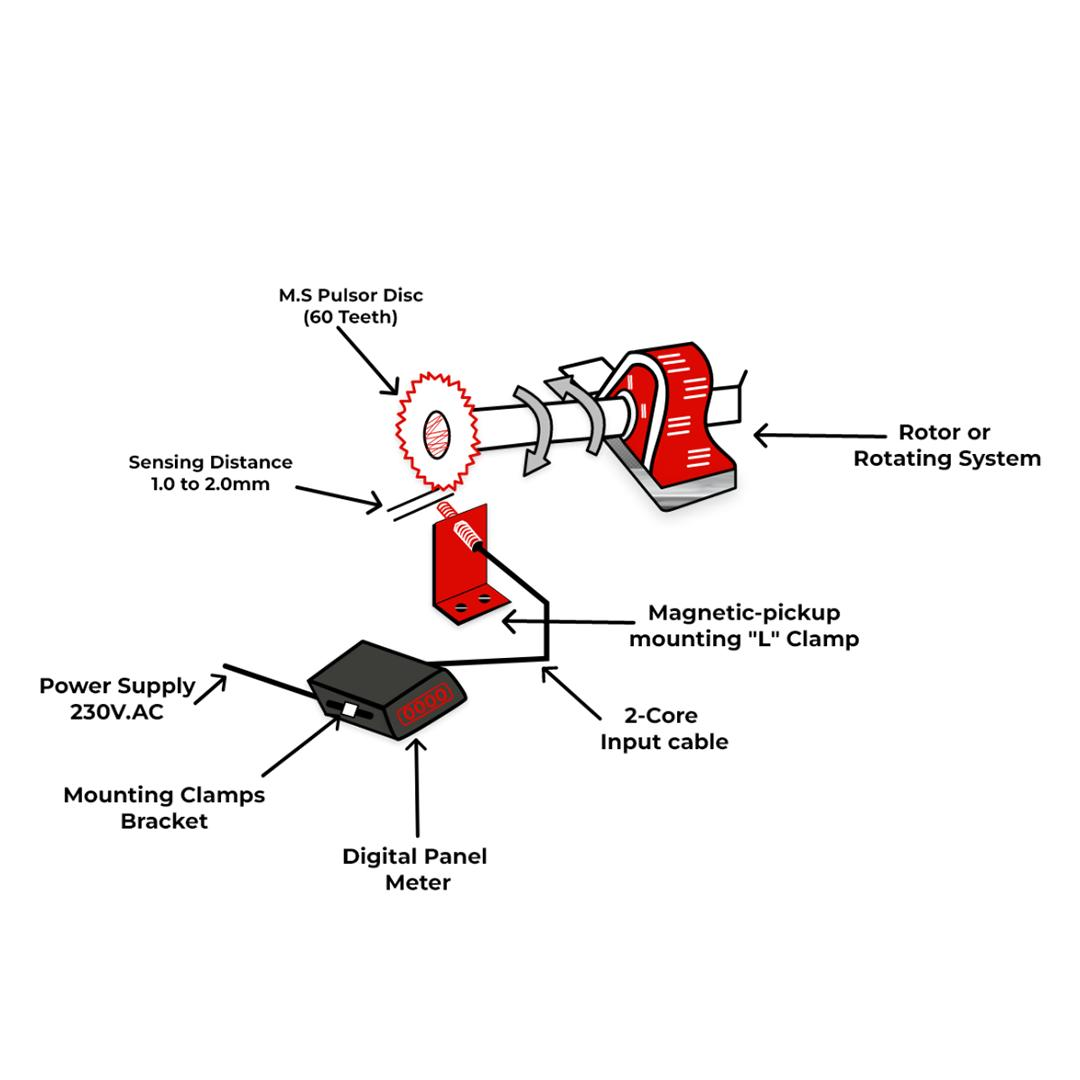 M.S Pulsor Disc
(60 Teeth)
Sensing Distance
1.0 to 2.0mm
Rotor or
Rotating System
Magnetic-pickup
mounting "L" Clamp
Power Supply
230V.AC
2-Core
Input cable
0000
Mounting Clamps
Bracket
Digital Panel
Meter